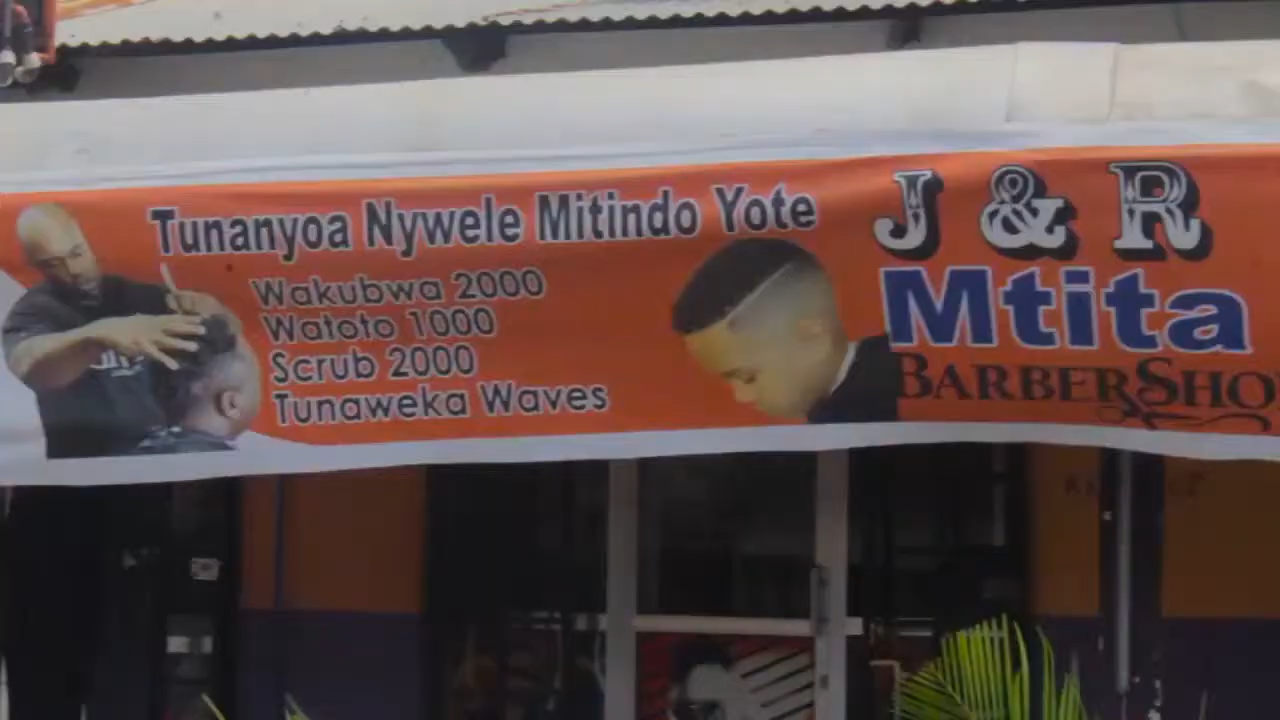 Tunanyoa Nywele Mitindo Yote
Wakubwa 2000
Watoto 1000
Scrub 2000
Tunaweka Waves
J & R
Mtita
BARBERSHO